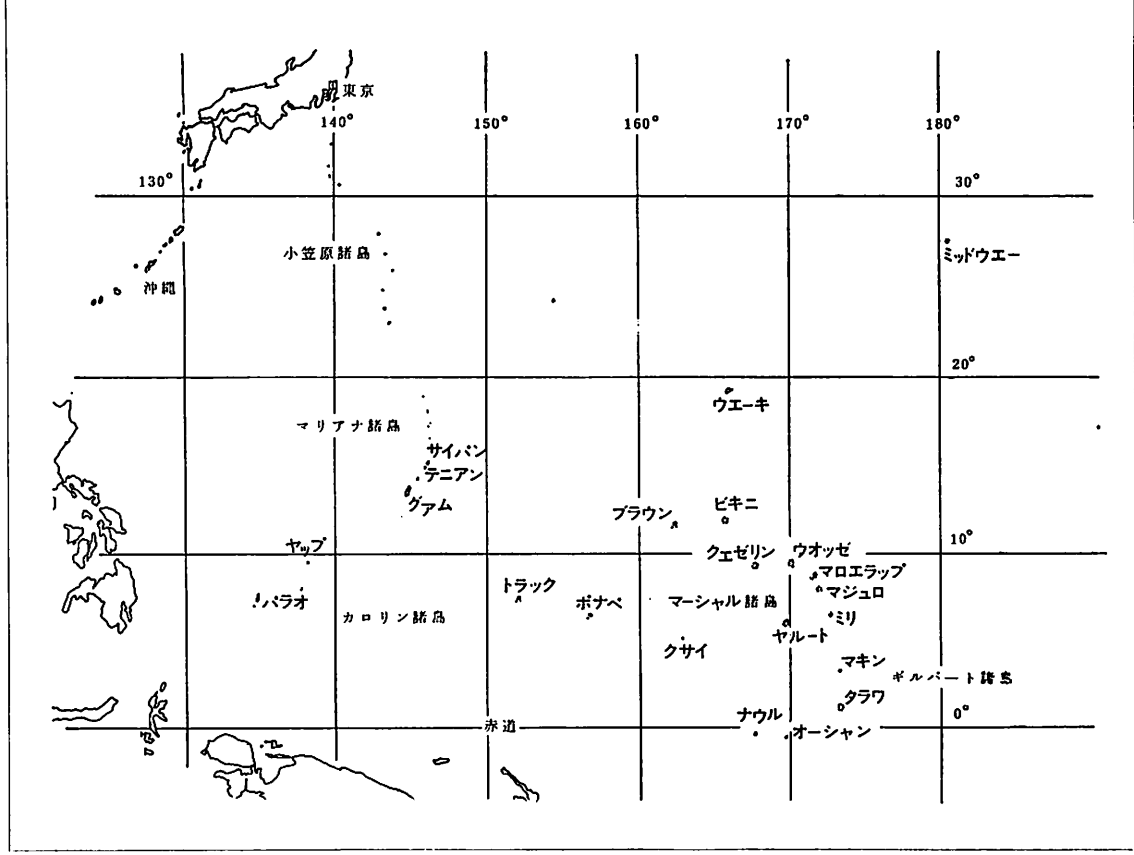 東京
140°
150°
160°
170°
180°
130°
30°
小笠原諸島
ミッドウエー
沖縄
20°
ウエーキ
マリアナ諸島
サイパン
テニアン
グアム
ブラウン
ビキニ
ヤップ
クェゼリン
ウオッゼ
10°
マロエラップ
トラック
マジュロ
パラオ
カロリン諸島
ポナペ
マーシャル諸島
ミリ
ヤルート
クサイ
マキン
ギルバート諸島
タラワ
ナウル
0°
赤道
オーシャン